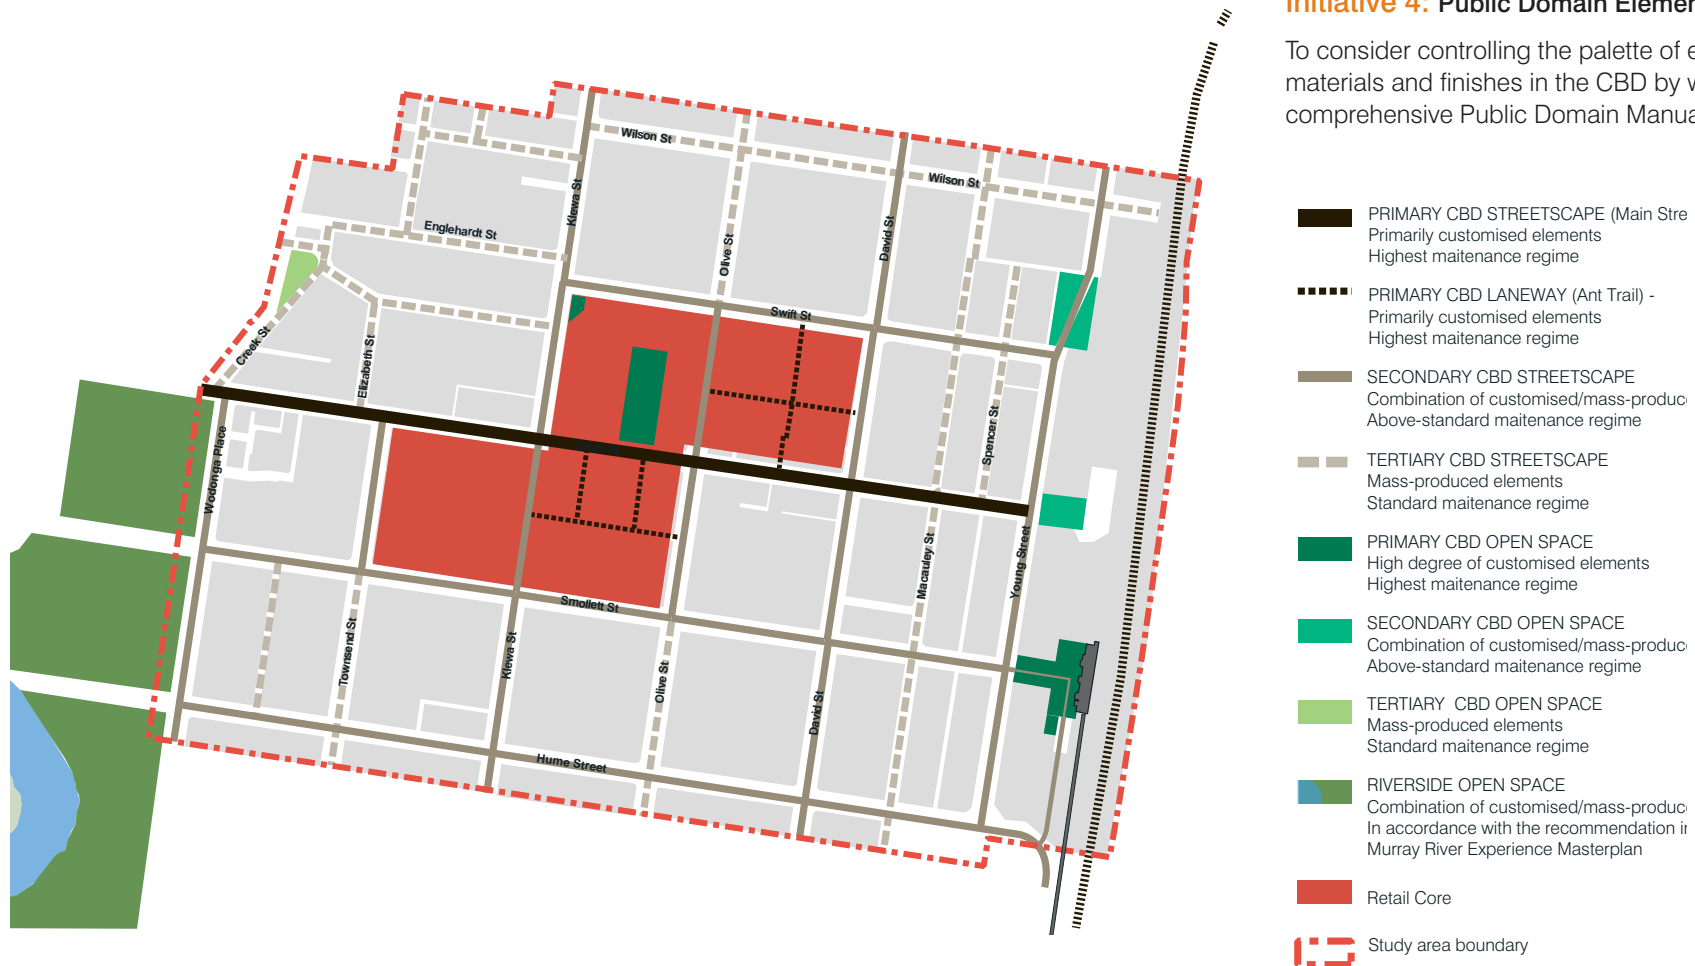 Initiative 4: Public Domain Elemen
To consider controlling the palette of e
materials and finishes in the CBD by w
comprehensive Public Domain Manua
PRIMARY CBD STREETSCAPE (Main Stre
Primarily customised elements
Highest maitenance regime
PRIMARY CBD LANEWAY (Ant Trail) -
Primarily customised elements
Highest maitenance regime
SECONDARY CBD STREETSCAPE
Combination of customised/mass-produce
Above-standard maitenance regime
TERTIARY CBD STREETSCAPE
Mass-produced elements
Standard maitenance regime
PRIMARY CBD OPEN SPACE
High degree of customised elements
Highest maitenance regime
SECONDARY CBD OPEN SPACE
Combination of customised/mass-produce
Above-standard maitenance regime
TERTIARY CBD OPEN SPACE
Mass-produced elements
Standard maitenance regime
RIVERSIDE OPEN SPACE
Combination of customised/mass-produce
In accordance with the recommendation in
Murray River Experience Masterplan
Retail Core
Study area boundary
Wilson St
Wilson St
Kiewa St
Englehardt St
Olive St
David St
Swift St
Creek St
Elizabeth St
Spencer St
Wodonga Place
Macauley St
Young Street
Smollett St
Townsend St
Kiewa St
Olive St
David St
Hume Street